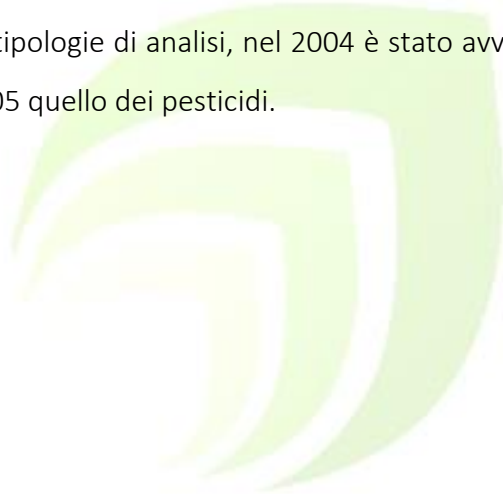 tipologie di analisi, nel 2004 è stato avv
05 quello dei pesticidi.